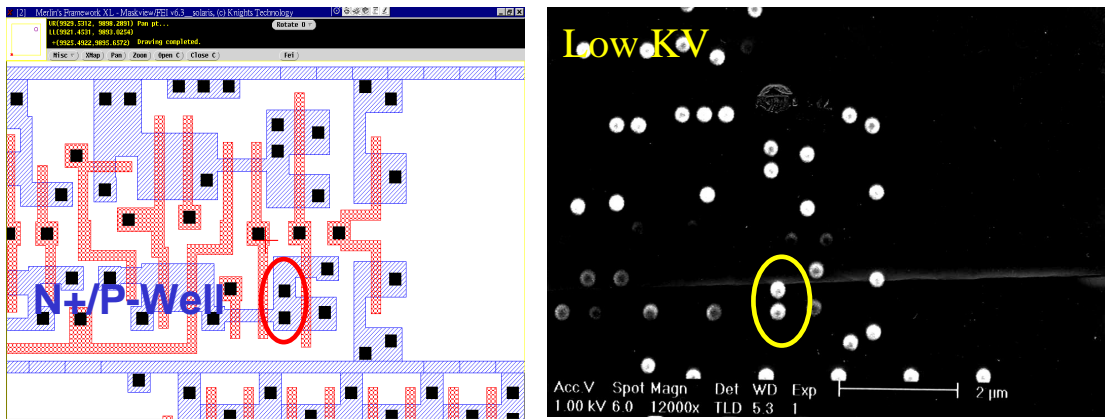 [2] Merlin's Framework XL - Maskview/FEI v6.3__solaris, (c) Knights Technology
UR(9929.5312, 9898.2891) Pan pt...
LL(9921.4531, 9893.0254)
+(9925.4922,9895.6572) Drawing completed.
Rotate 0
Misc XMap Pan Zoom Open C Close C Fei
N+/P-Well
Low KV
Acc.V Spot Magn Det WD Exp
1.00 kV 6.0 12000x TLD 5.3 1
2 µm